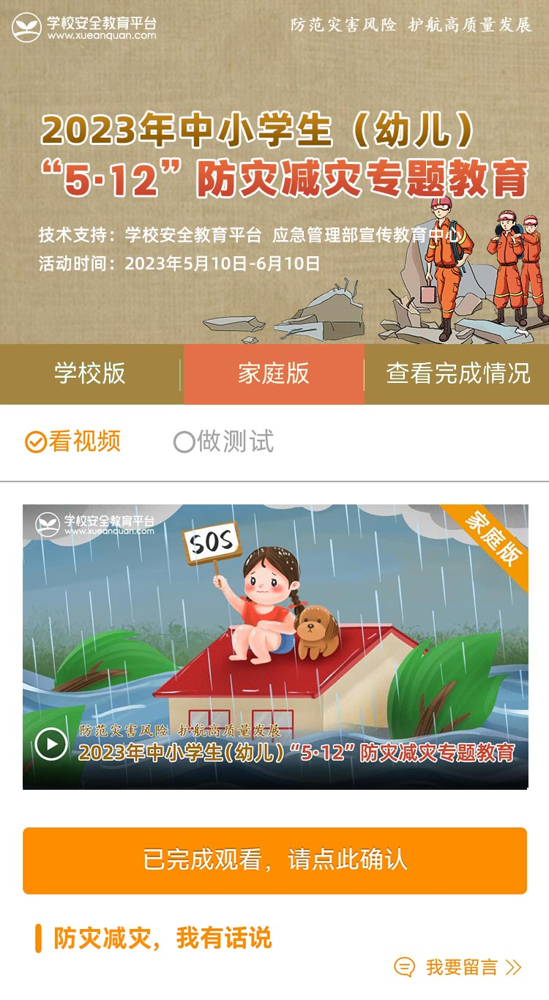 学校安全教育平台
www.xueanquan.com
防范灾害风险 护航高质量发展
2023年中小学生（幼儿）
“5·12”防灾减灾专题教育
技术支持：学校安全教育平台 应急管理部宣传教育中心
活动时间：2023年5月10日-6月10日
学校版
家庭版
查看完成情况
看视频
做测试
学校安全教育平台
www.xueanquan.com
家庭版
SOS
防范灾害风险 护航高质量发展
2023年中小学生（幼儿）“5·12”防灾减灾专题教育
已完成观看，请点此确认
防灾减灾，我有话说
我要留言